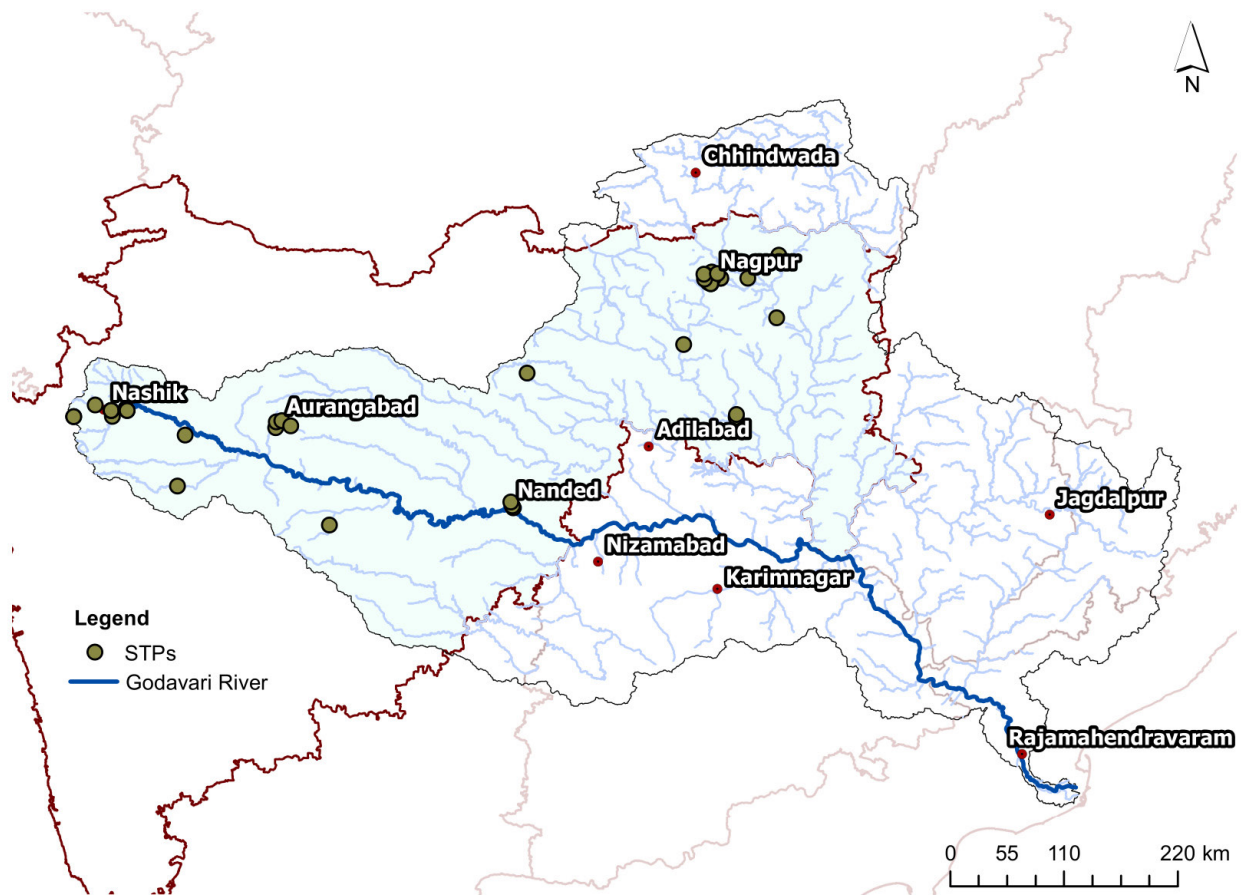 N
Chhindwada
Nagpur
Nashik
Aurangabad
Adilabad
Nanded
Jagdalpur
Nizamabad
Karimnagar
Legend
STPs
Godavari River
Rajamahendravaram
0 55 110 220 km